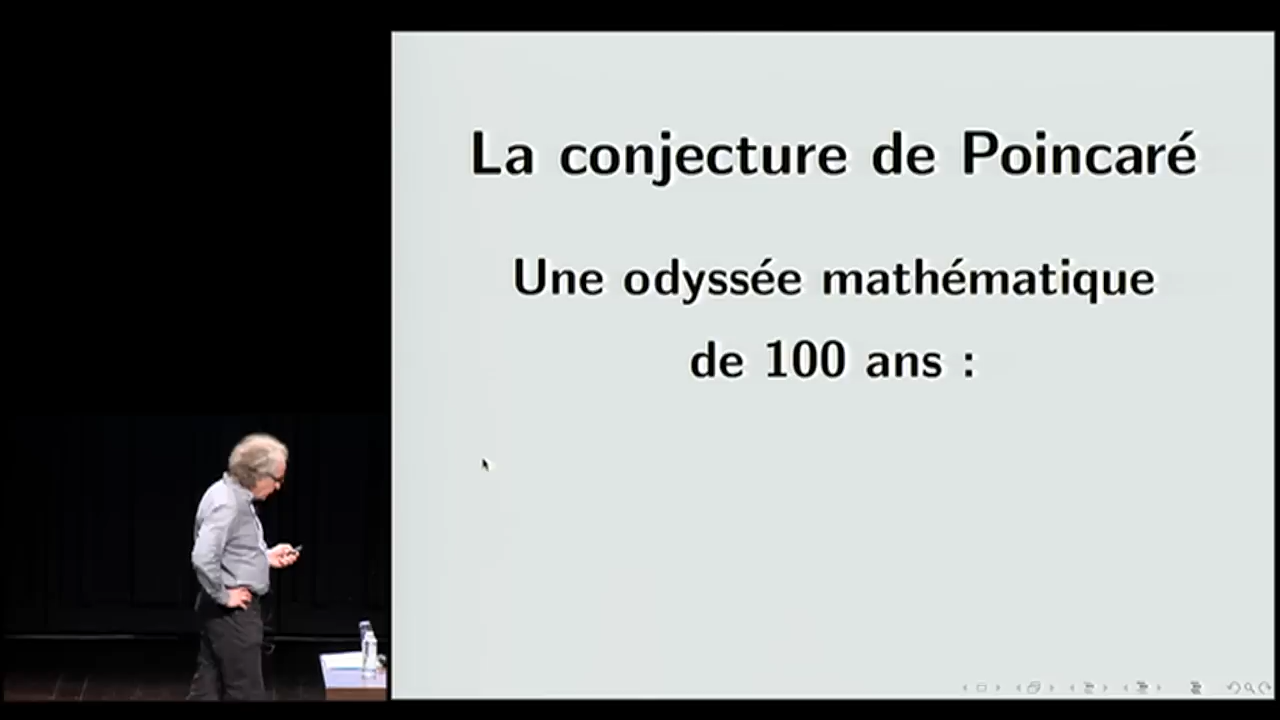 La conjecture de Poincaré
Une odyssée mathématique
de 100 ans :